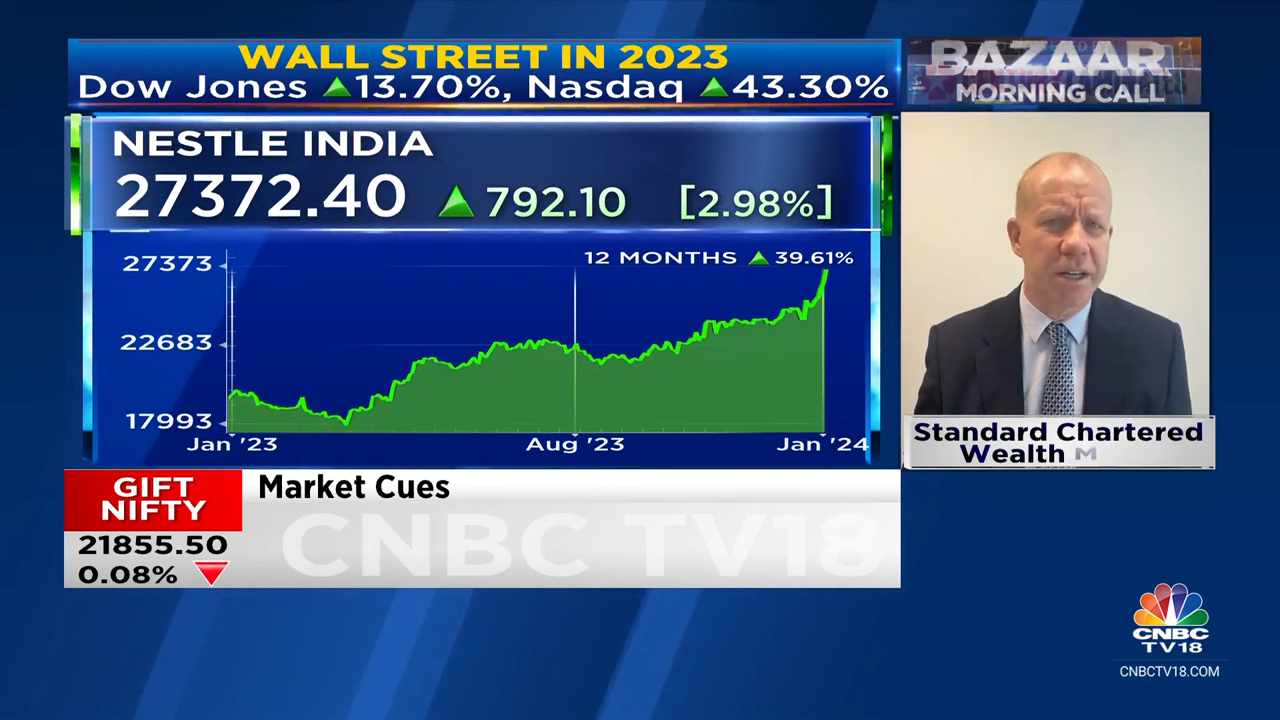 WALL STREET IN 2023
Dow Jones ▲13.70%, Nasdaq ▲43.30%
BAZAAR
MORNING CALL
NESTLE INDIA
27372.40 ▲ 792.10 [2.98%]
12 MONTHS ▲ 39.61%
27373
22683
17993
Jan '23 Aug '23 Jan '24
Standard Chartered
Wealth M
GIFT
NIFTY
21855.50
0.08% ▼
Market Cues
CNBC TV18
CNBC
TV18
CNBCTV18.COM